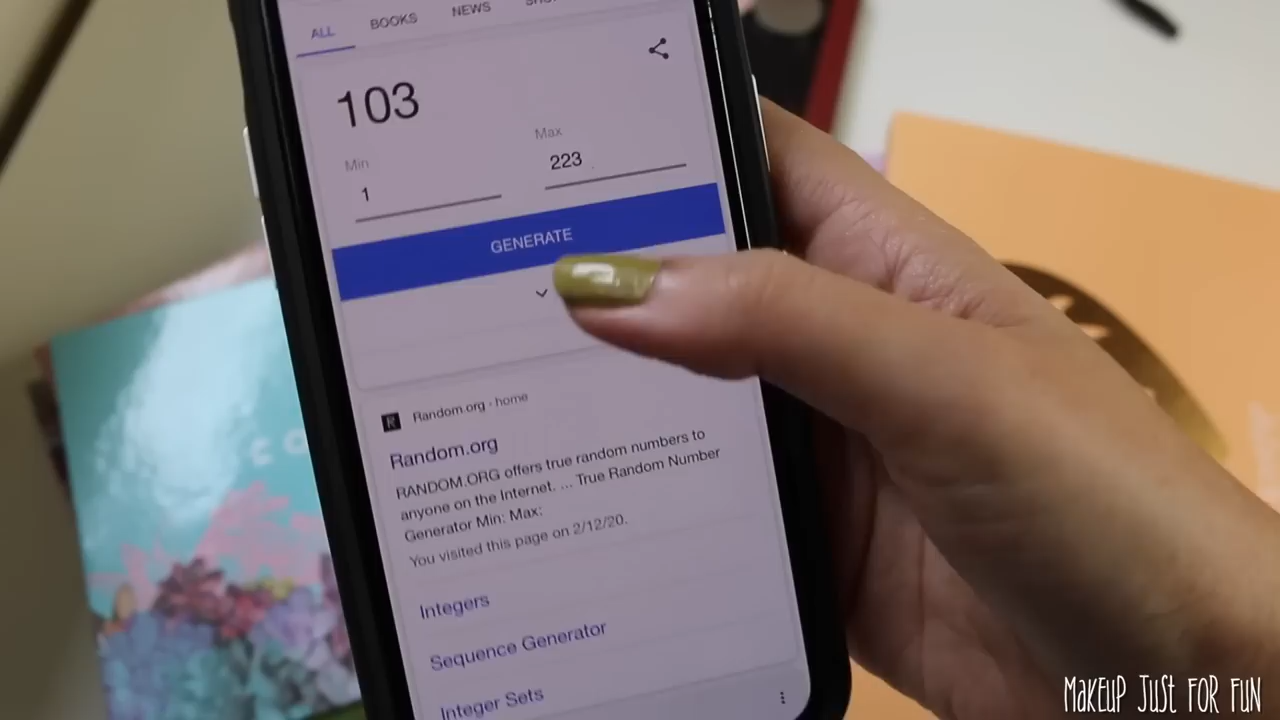 ALL BOOKS NEWS
103
Min
Max
1
223
GENERATE
Random.org › home
Random.org
RANDOM.ORG offers true random numbers to
anyone on the Internet. ... True Random Number
Generator Min: Max:
You visited this page on 2/12/20.
Integers
Sequence Generator
Integer Sets
MAKEUP JUST FOR FUN